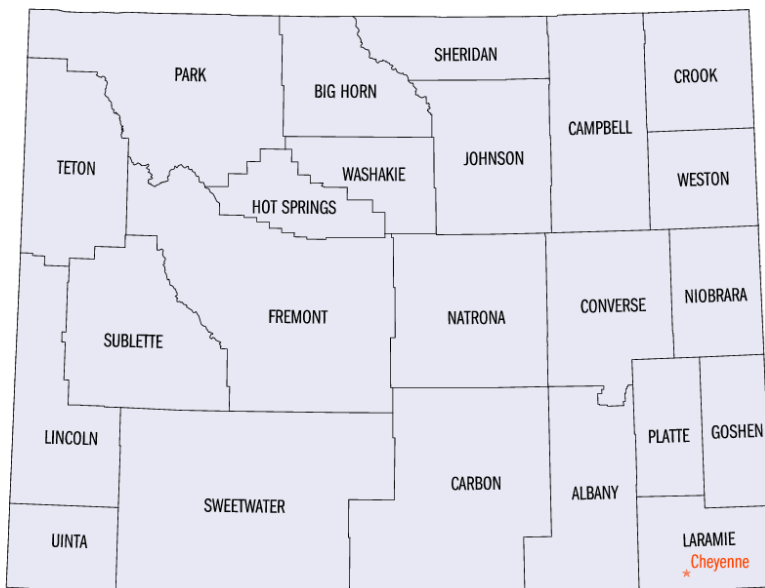 SHERIDAN
PARK
CROOK
BIG HORN
CAMPBELL
JOHNSON
TETON
WASHAKIE
WESTON
HOT SPRINGS
NIOBRARA
CONVERSE
FREMONT
NATRONA
SUBLETTE
GOSHEN
PLATTE
LINCOLN
CARBON
ALBANY
SWEETWATER
UINTA
LARAMIE
Cheyenne